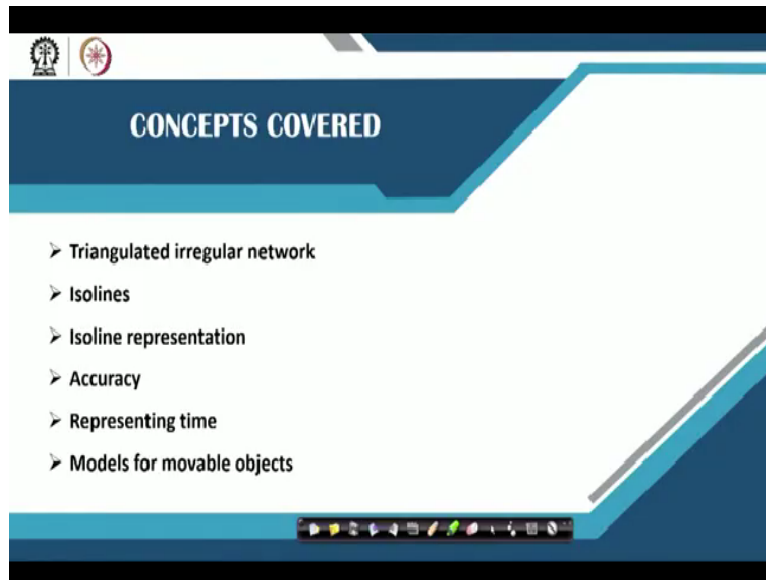 CONCEPTS COVERED
➢ Triangulated irregular network
➢ Isolines
➢ Isoline representation
➢ Accuracy
➢ Representing time
➢ Models for movable objects